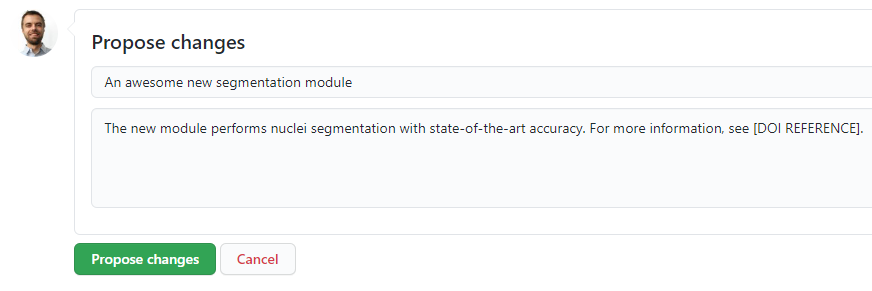 Propose changes
An awesome new segmentation module
The new module performs nuclei segmentation with state-of-the-art accuracy. For more information, see [DOI REFERENCE].
Propose changes
Cancel